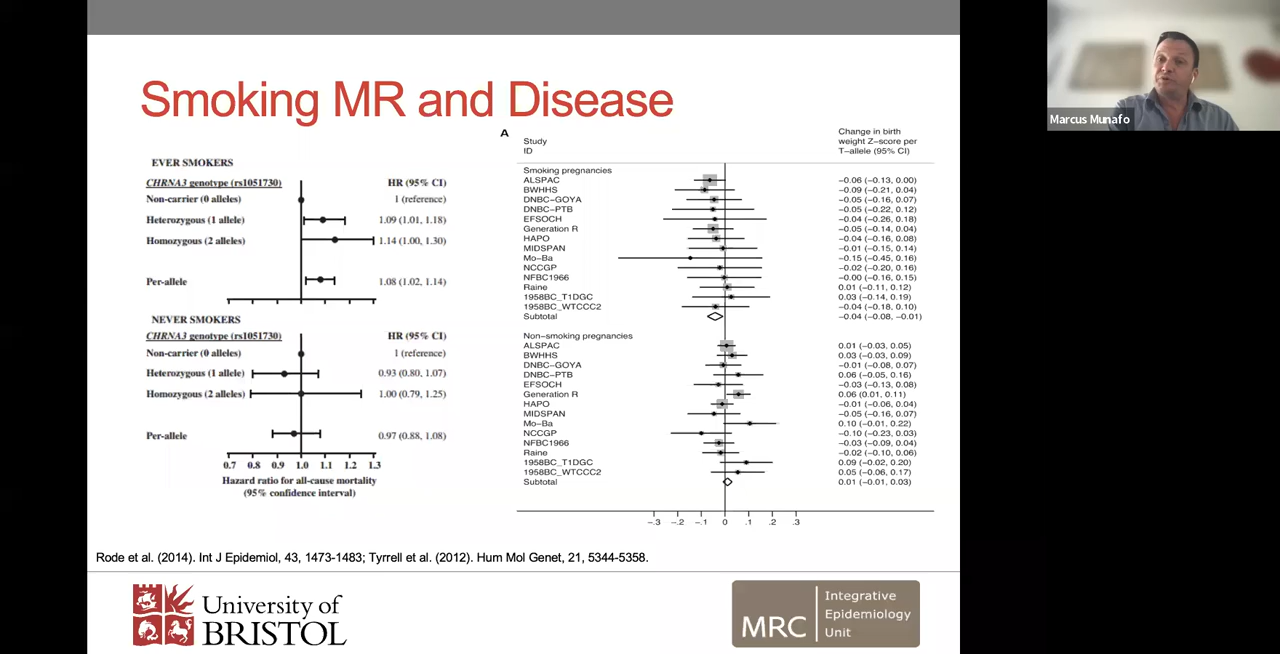 Smoking MR and Disease
EVER SMOKERS
CHRNA3 genotype (rs1051730) HR (95% CI)
Non-carrier (0 alleles) 1 (reference)
Heterozygous (1 allele) 1.09 (1.01, 1.18)
Homozygous (2 alleles) 1.14 (1.00, 1.30)
Per-allele 1.08 (1.02, 1.14)
NEVER SMOKERS
CHRNA3 genotype (rs1051730) HR (95% CI)
Non-carrier (0 alleles) 1 (reference)
Heterozygous (1 allele) 0.93 (0.80, 1.07)
Homozygous (2 alleles) 1.00 (0.79, 1.25)
Per-allele 0.97 (0.88, 1.08)
0.7 0.8 0.9 1.0 1.1 1.2 1.3
Hazard ratio for all-cause mortality
(95% confidence interval)
A
Study
ID
Change in birth
weight Z-score per
T-allele (95% CI)
Smoking pregnancies
ALSPAC −0.06 (−0.13, 0.00)
BWHHS −0.09 (−0.21, 0.04)
DNBC-GOYA −0.05 (−0.16, 0.07)
DNBC-PTB −0.05 (−0.22, 0.12)
EFSOCH −0.04 (−0.26, 0.18)
Generation R −0.05 (−0.14, 0.04)
HAPO −0.04 (−0.16, 0.08)
MIDSPAN −0.01 (−0.15, 0.14)
Mo-Ba −0.15 (−0.45, 0.16)
NCCGP −0.02 (−0.20, 0.16)
NFBC1966 −0.00 (−0.16, 0.15)
Raine 0.01 (−0.11, 0.12)
1958BC_T1DGC 0.03 (−0.14, 0.19)
1958BC_WTCCC2 −0.04 (−0.18, 0.10)
Subtotal −0.04 (−0.08, −0.01)
Non-smoking pregnancies
ALSPAC 0.01 (−0.03, 0.05)
BWHHS 0.03 (−0.03, 0.09)
DNBC-GOYA −0.01 (−0.08, 0.07)
DNBC-PTB 0.06 (−0.05, 0.16)
EFSOCH −0.03 (−0.13, 0.08)
Generation R 0.06 (0.01, 0.11)
HAPO −0.01 (−0.06, 0.04)
MIDSPAN −0.05 (−0.16, 0.07)
Mo-Ba 0.10 (−0.01, 0.22)
NCCGP −0.10 (−0.23, 0.03)
NFBC1966 −0.03 (−0.09, 0.04)
Raine −0.02 (−0.10, 0.06)
1958BC_T1DGC 0.09 (−0.02, 0.20)
1958BC_WTCCC2 0.05 (−0.06, 0.17)
Subtotal 0.01 (−0.01, 0.03)
−.3 −.2 −.1 0 .1 .2 .3
Rode et al. (2014). Int J Epidemiol, 43, 1473-1483; Tyrrell et al. (2012). Hum Mol Genet, 21, 5344-5358.
University of
BRISTOL
MRC
Integrative
Epidemiology
Unit
Marcus Munafo